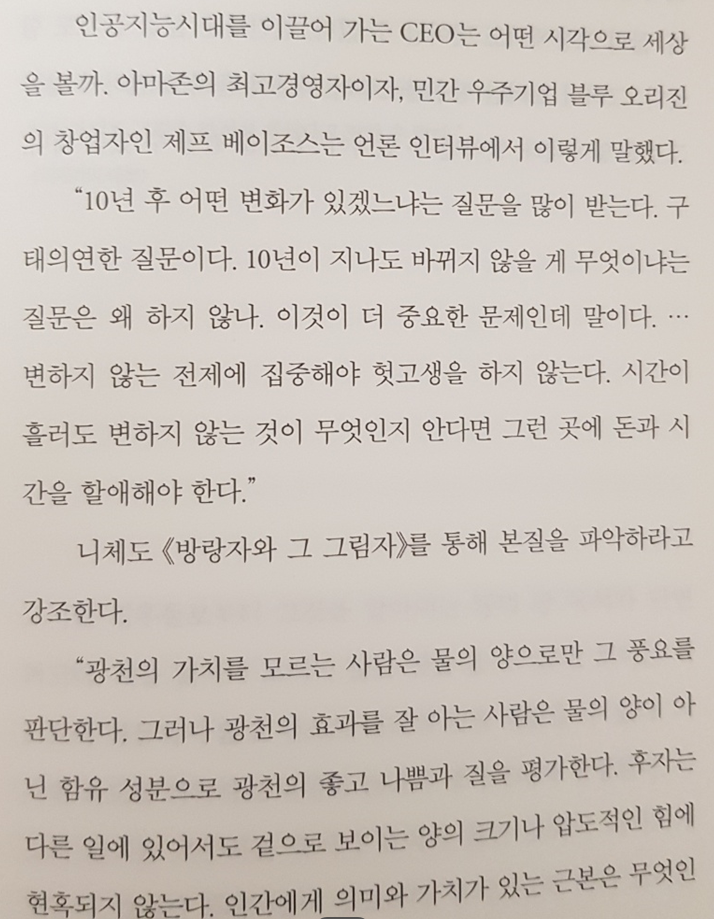 인공지능시대를 이끌어 가는 CEO는 어떤 시각으로 세상
을 볼까. 아마존의 최고경영자이자, 민간 우주기업 블루 오리진
의 창업자인 제프 베이조스는 언론 인터뷰에서 이렇게 말했다.
“10년 후 어떤 변화가 있겠느냐는 질문을 많이 받는다. 구
태의연한 질문이다. 10년이 지나도 바뀌지 않을 게 무엇이냐는
질문은 왜 하지 않나. 이것이 더 중요한 문제인데 말이다. …
변하지 않는 전제에 집중해야 헛고생을 하지 않는다. 시간이
흘러도 변하지 않는 것이 무엇인지 안다면 그런 곳에 돈과 시
간을 할애해야 한다.”
니체도 《방랑자와 그 그림자》를 통해 본질을 파악하라고
강조한다.
“광천의 가치를 모르는 사람은 물의 양으로만 그 풍요를
판단한다. 그러나 광천의 효과를 잘 아는 사람은 물의 양이 아
닌 함유 성분으로 광천의 좋고 나쁨과 질을 평가한다. 후자는
다른 일에 있어서도 겉으로 보이는 양의 크기나 압도적인 힘에
현혹되지 않는다. 인간에게 의미와 가치가 있는 근본은 무엇인